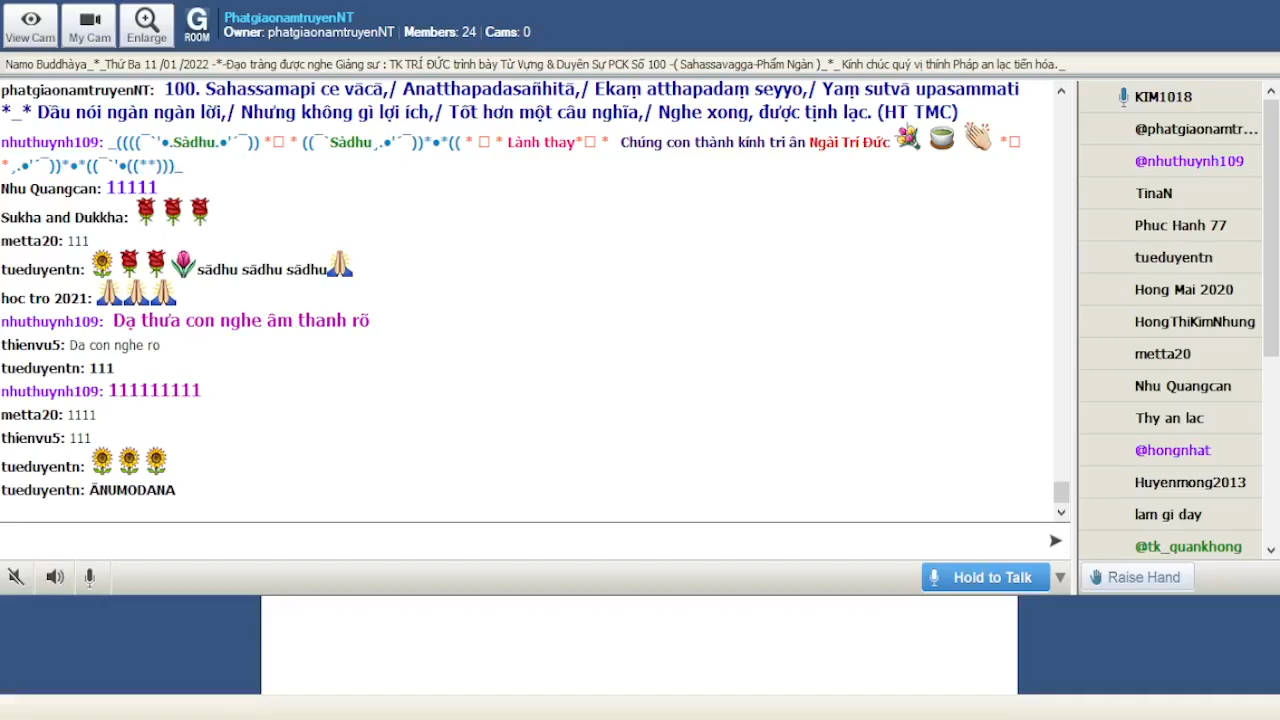 PhatgiaonamtruyenNT
Owner: phatgiaonamtruyenNT | Members: 24 | Cams: 0
View Cam
My Cam
Enlarge
G ROOM
Namo Buddhàya_*_Thứ Ba 11 /01 /2022 -*-Đạo tràng được nghe Giảng sư : TK TRÍ ĐỨC trình bày Từ Vựng & Duyên Sự PCK Số 100 -( Sahassavagga-Phẩm Ngàn )_*_ Kính chúc quý vị thính Pháp an lạc tiến hóa._
phatgiaonamtruyenNT: 100. Sahassamapi ce vācā,/ Anatthapadasañhitā,/ Ekaṃ atthapadaṃ seyyo,/ Yaṃ sutvā upasammati
*_* Dầu nói ngàn ngàn lời,/ Nhưng không gì lợi ích,/ Tốt hơn một câu nghĩa,/ Nghe xong, được tịnh lạc. (HT TMC)
nhuthuynh109: _((((¯`'•.Sàdhu.•'´¯)) *□ * ((¯`Sàdhu¸.•'´¯))*•*(( * □ * Lành thay*□ * Chúng con thành kính tri ân Ngài Trí Đức *□
*¸.•'´¯))*•*((¯`'•((**)))_
Nhu Quangcan: 11111
Sukha and Dukkha:
metta20: 111
tueduyentn: sādhu sādhu sādhu
hoc tro 2021:
nhuthuynh109: Dạ thưa con nghe âm thanh rõ
thienvu5: Da con nghe ro
tueduyentn: 111
nhuthuynh109: 111111111
metta20: 1111
thienvu5: 111
tueduyentn:
tueduyentn: ĀNUMODANA
KIM1018
@phatgiaonamtr...
@nhuthuynh109
TinaN
Phuc Hanh 77
tueduyentn
Hong Mai 2020
HongThiKimNhung
metta20
Nhu Quangcan
Thy an lac
@hongnhat
Huyenmong2013
lam gi day
@tk_quankhong
Hold to Talk
Raise Hand